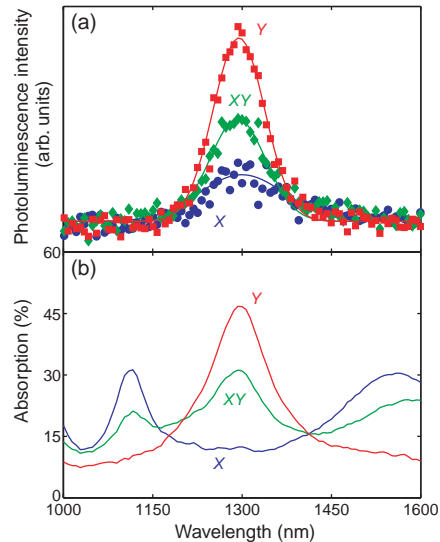 (a)
Y
XY
X
Photoluminescence intensity
(arb. units)
60
(b)
Y
XY
X
45
30
15
0
Absorption (%)
1000 1150 1300 1450 1600
Wavelength (nm)